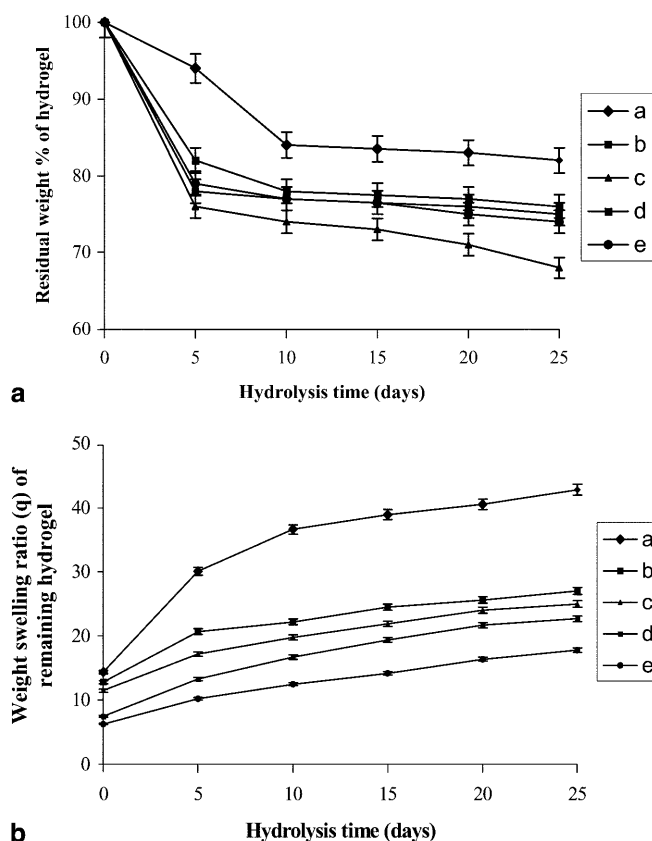 100
90
80
70
60
Residual weight % of hydrogel
0 5 10 15 20 25
Hydrolysis time (days)
a
b
c
d
e
a
50
40
30
20
10
0
Weight swelling ratio (q) of
remaining hydrogel
0 5 10 15 20 25
Hydrolysis time (days)
a
b
c
d
e
b